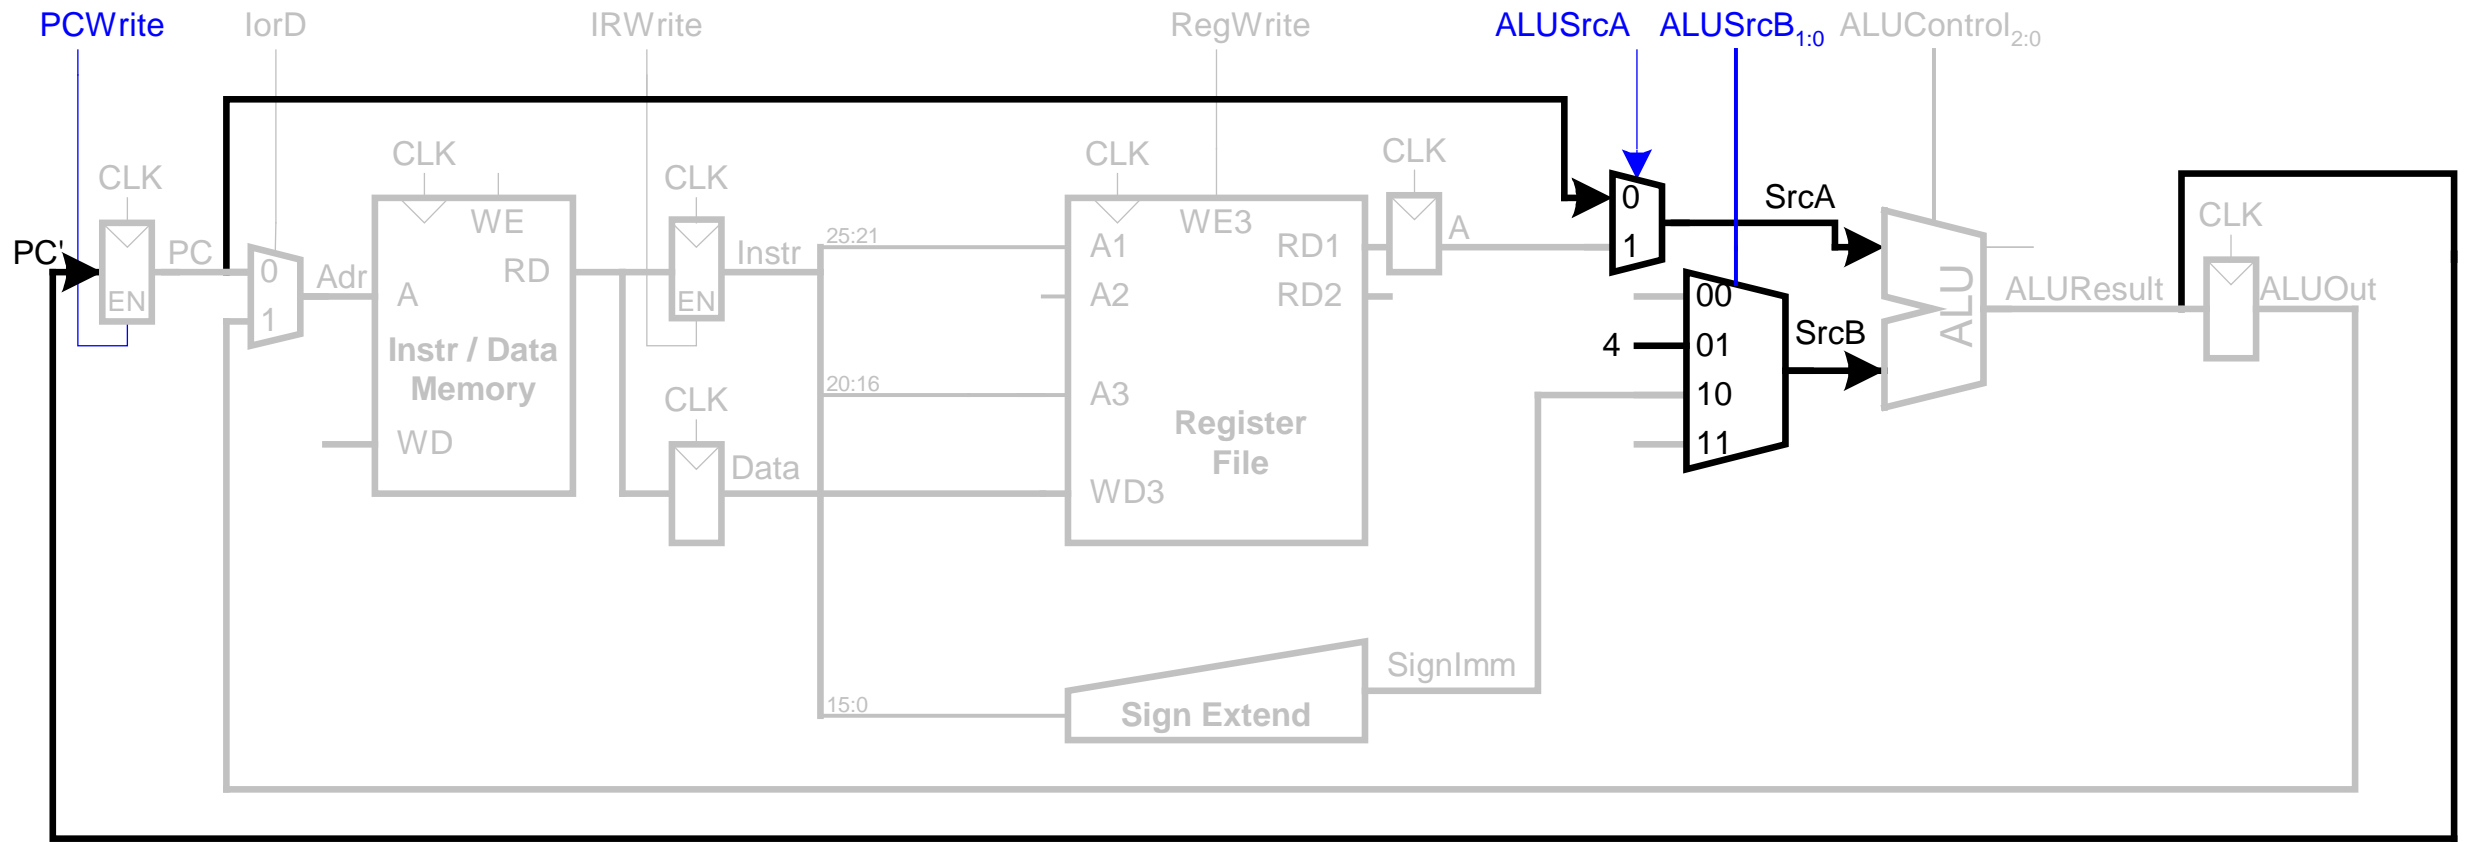 PCWrite
IorD
IRWrite
RegWrite
ALUSrcA
ALUSrcB1:0
ALUControl2:0
PC'
CLK
EN
PC
0
1
Adr
CLK
WE
A
RD
Instr / Data
Memory
WD
CLK
EN
Instr
CLK
Data
25:21
20:16
15:0
CLK
WE3
A1
RD1
A2
RD2
A3
Register
File
WD3
CLK
A
Sign Extend
SignImm
0
1
SrcA
4
00
01
10
11
SrcB
ALU
ALUResult
CLK
ALUOut